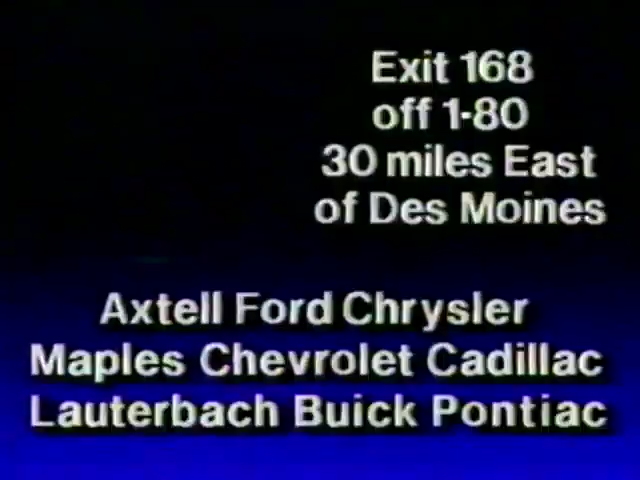 Exit 168
off 1-80
30 miles East
of Des Moines
Axtell Ford Chrysler
Maples Chevrolet Cadillac
Lauterbach Buick Pontiac